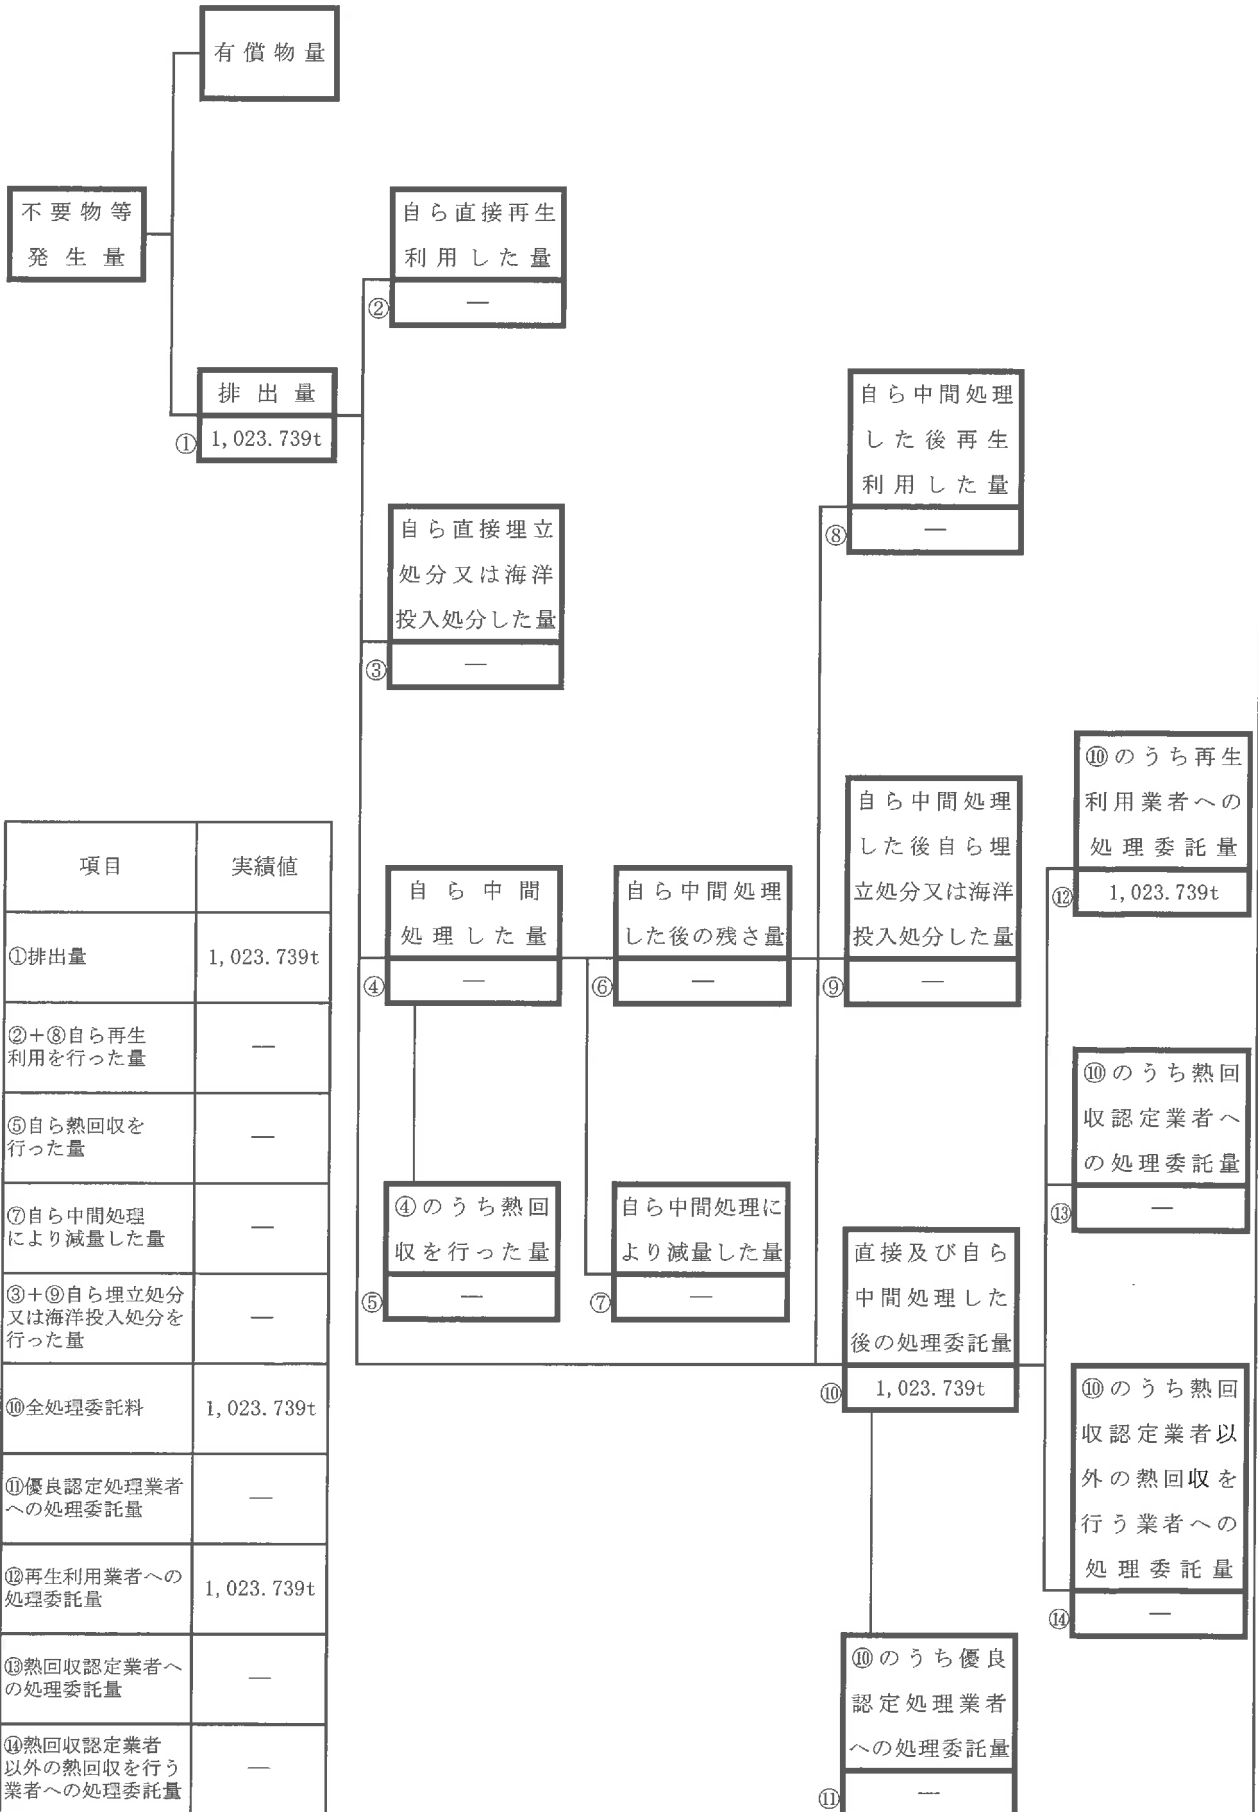 有償物量
不要物等
発生量
自ら直接再生
利用した量
②
―
排出量
①
1,023.739t
自ら中間処理
した後再生
利用した量
⑧
―
自ら直接埋立
処分又は海洋
投入処分した量
③
―
⑩のうち再生
利用業者への
処理委託量
⑫
1,023.739t
自ら中間処理
した後自ら埋
立処分又は海洋
投入処分した量
⑨
―
自ら中間
処理した量
④
―
自ら中間処理
した後の残さ量
⑥
―
⑩のうち熱回
収認定業者へ
の処理委託量
⑬
―
④のうち熱回
収を行った量
⑤
―
自ら中間処理に
より減量した量
⑦
―
直接及び自ら
中間処理した
後の処理委託量
⑩
1,023.739t
⑩のうち熱回
収認定業者以
外の熱回収を
行う業者への
処理委託量
⑭
―
⑩のうち優良
認定処理業者
への処理委託量
⑪
―
項目 実績値
①排出量 1,023.739t
②+⑧自ら再生
利用を行った量 ―
⑤自ら熱回収を
行った量 ―
⑦自ら中間処理
により減量した量 ―
③+⑨自ら埋立処分
又は海洋投入処分を
行った量 ―
⑩全処理委託料 1,023.739t
⑪優良認定処理業者
への処理委託量 ―
⑫再生利用業者への
処理委託量 1,023.739t
⑬熱回収認定業者へ
の処理委託量 ―
⑭熱回収認定業者
以外の熱回収を行う
業者への処理委託量 ―